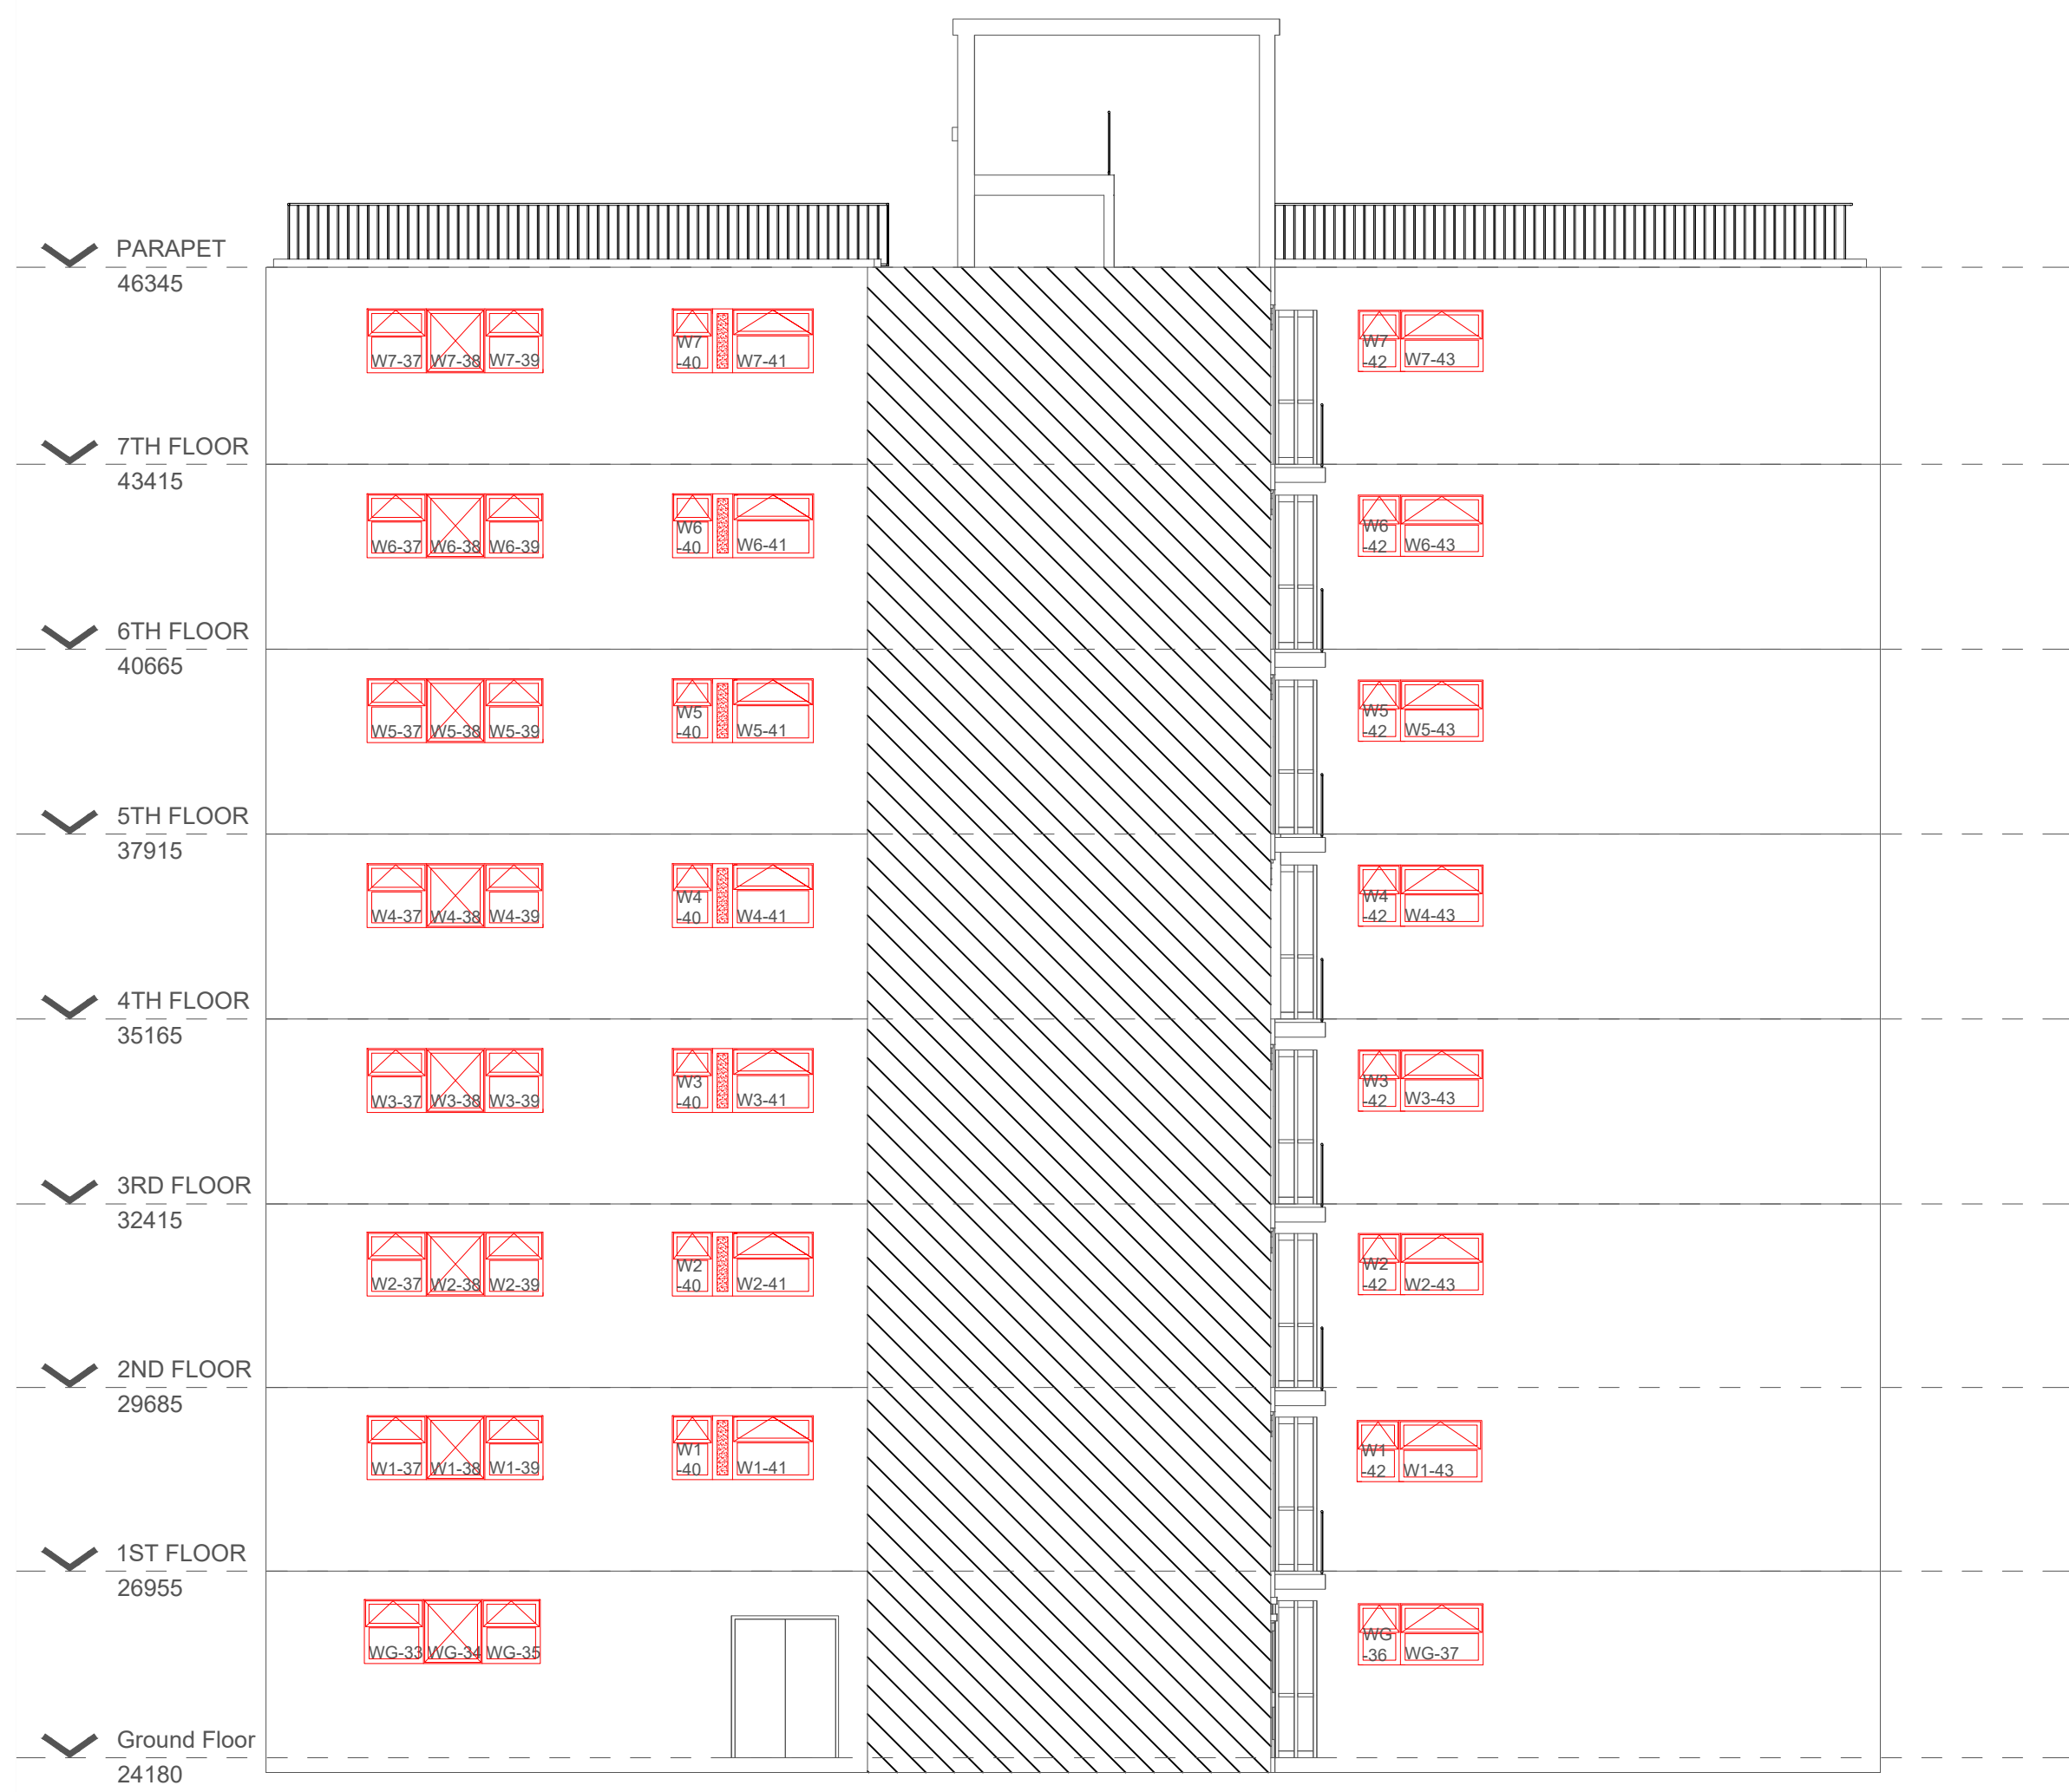 PARAPET
46345
W7-37 W7-38 W7-39 W7
-40 W7-41 W7
-42 W7-43
7TH FLOOR
43415
W6-37 W6-38 W6-39 W6
-40 W6-41 W6
-42 W6-43
6TH FLOOR
40665
W5-37 W5-38 W5-39 W5
-40 W5-41 W5
-42 W5-43
5TH FLOOR
37915
W4-37 W4-38 W4-39 W4
-40 W4-41 W4
-42 W4-43
4TH FLOOR
35165
W3-37 W3-38 W3-39 W3
-40 W3-41 W3
-42 W3-43
3RD FLOOR
32415
W2-37 W2-38 W2-39 W2
-40 W2-41 W2
-42 W2-43
2ND FLOOR
29685
W1-37 W1-38 W1-39 W1
-40 W1-41 W1
-42 W1-43
1ST FLOOR
26955
WG-33 WG-34 WG-35 WG
-36 WG-37
Ground Floor
24180